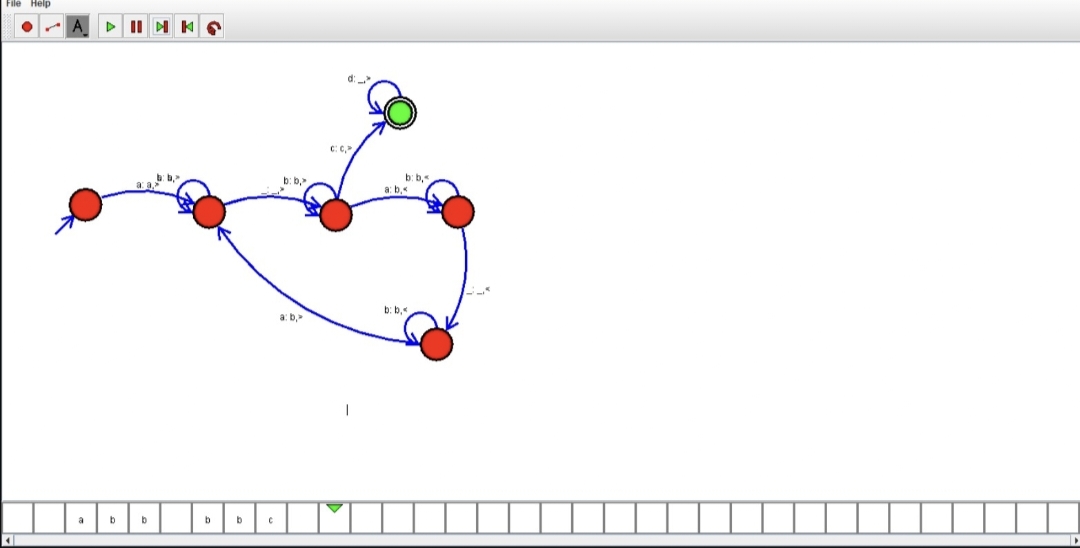 File Help
A
d: _,>
c: c,>
b: b,>
a: a,>
_: _,>
b: b,>
b: b,<
a: b,<
_: _,<
b: b,<
a: b,>
a b b b b c